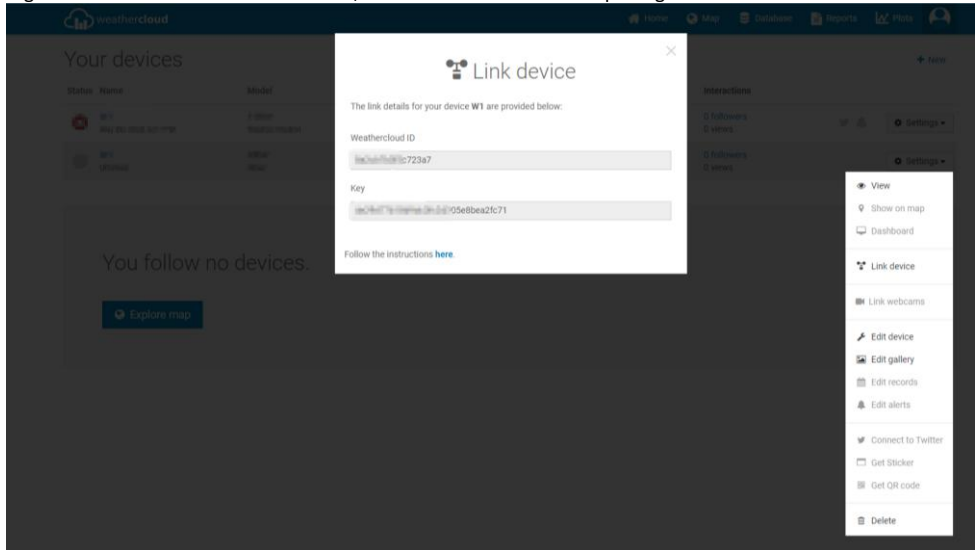 weathercloud
Home Map Database Reports Plots
Your devices
+ New
Status Name Model Interactions
W1 0 followers
0 views
Settings
W1 0 followers
0 views
Settings
Link device
The link details for your device W1 are provided below:
Weathercloud ID
c723a7
Key
05e8bea2fc71
Follow the instructions here.
You follow no devices.
Explore map
View
Show on map
Dashboard
Link device
Link webcams
Edit device
Edit gallery
Edit records
Edit alerts
Connect to Twitter
Get Sticker
Get QR code
Delete